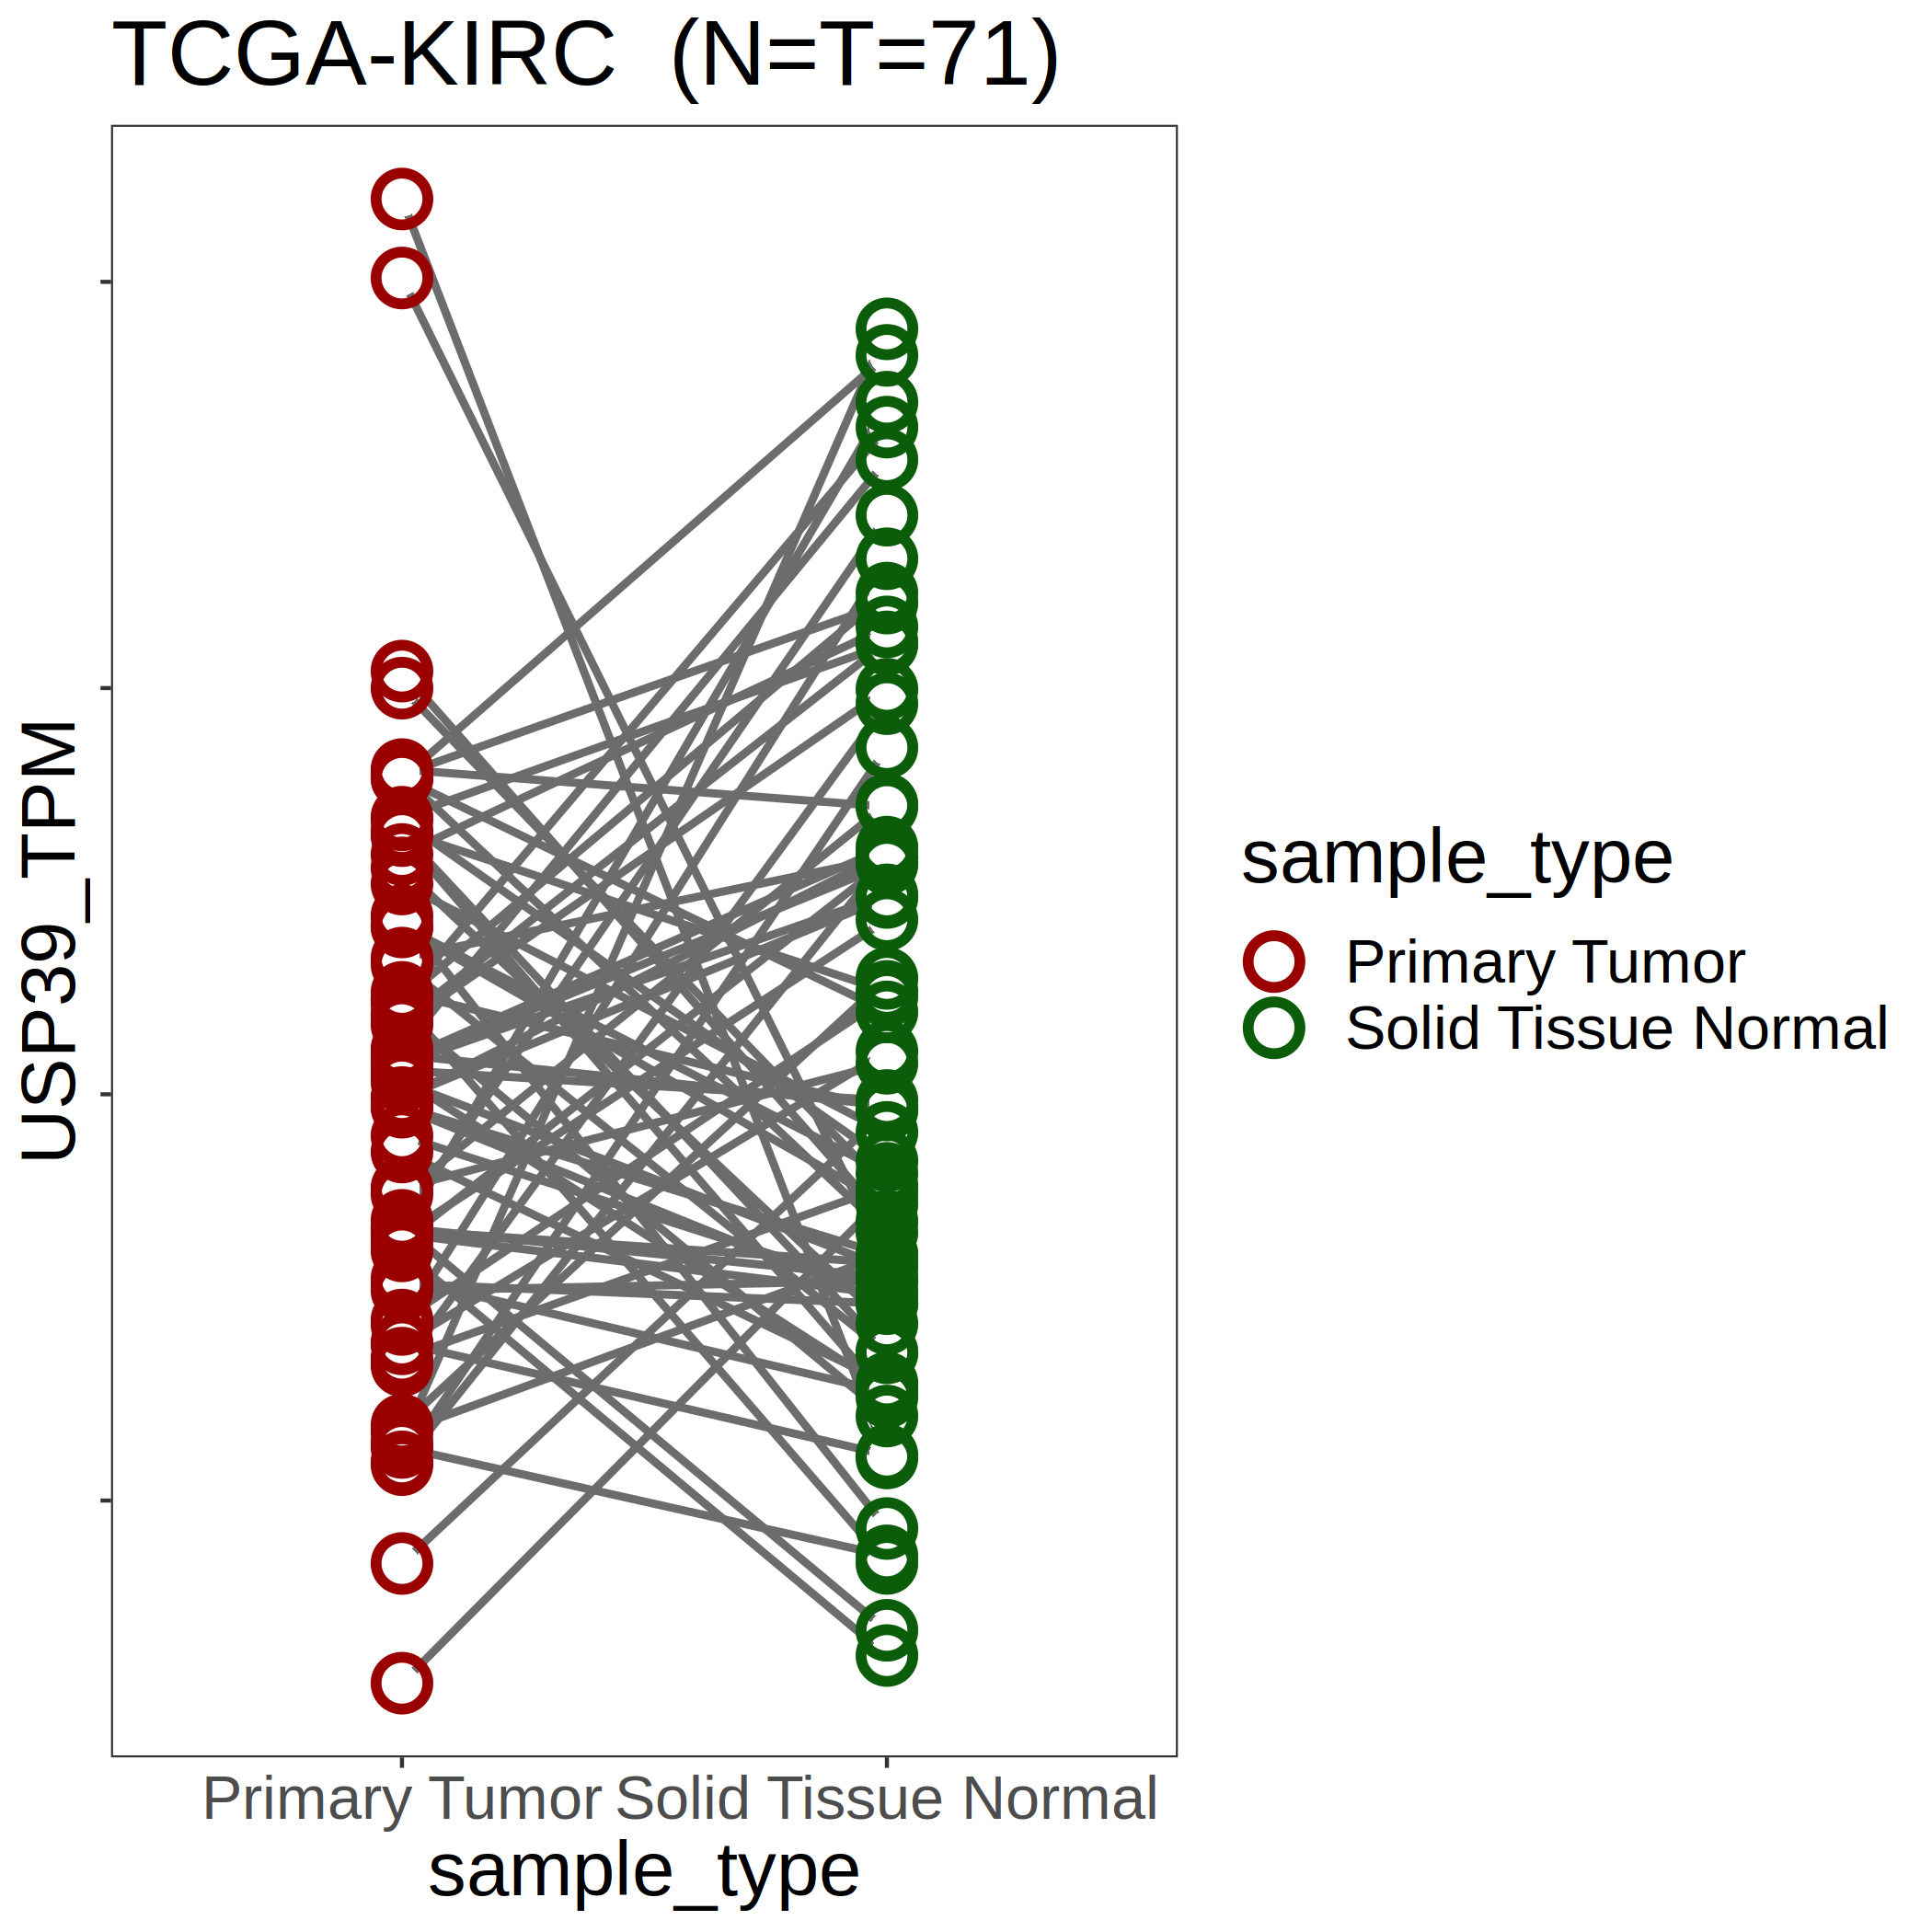 TCGA-KIRC  (N=T=71)
USP39_TPM
Primary Tumor Solid Tissue Normal
sample_type
sample_type
Primary Tumor
Solid Tissue Normal